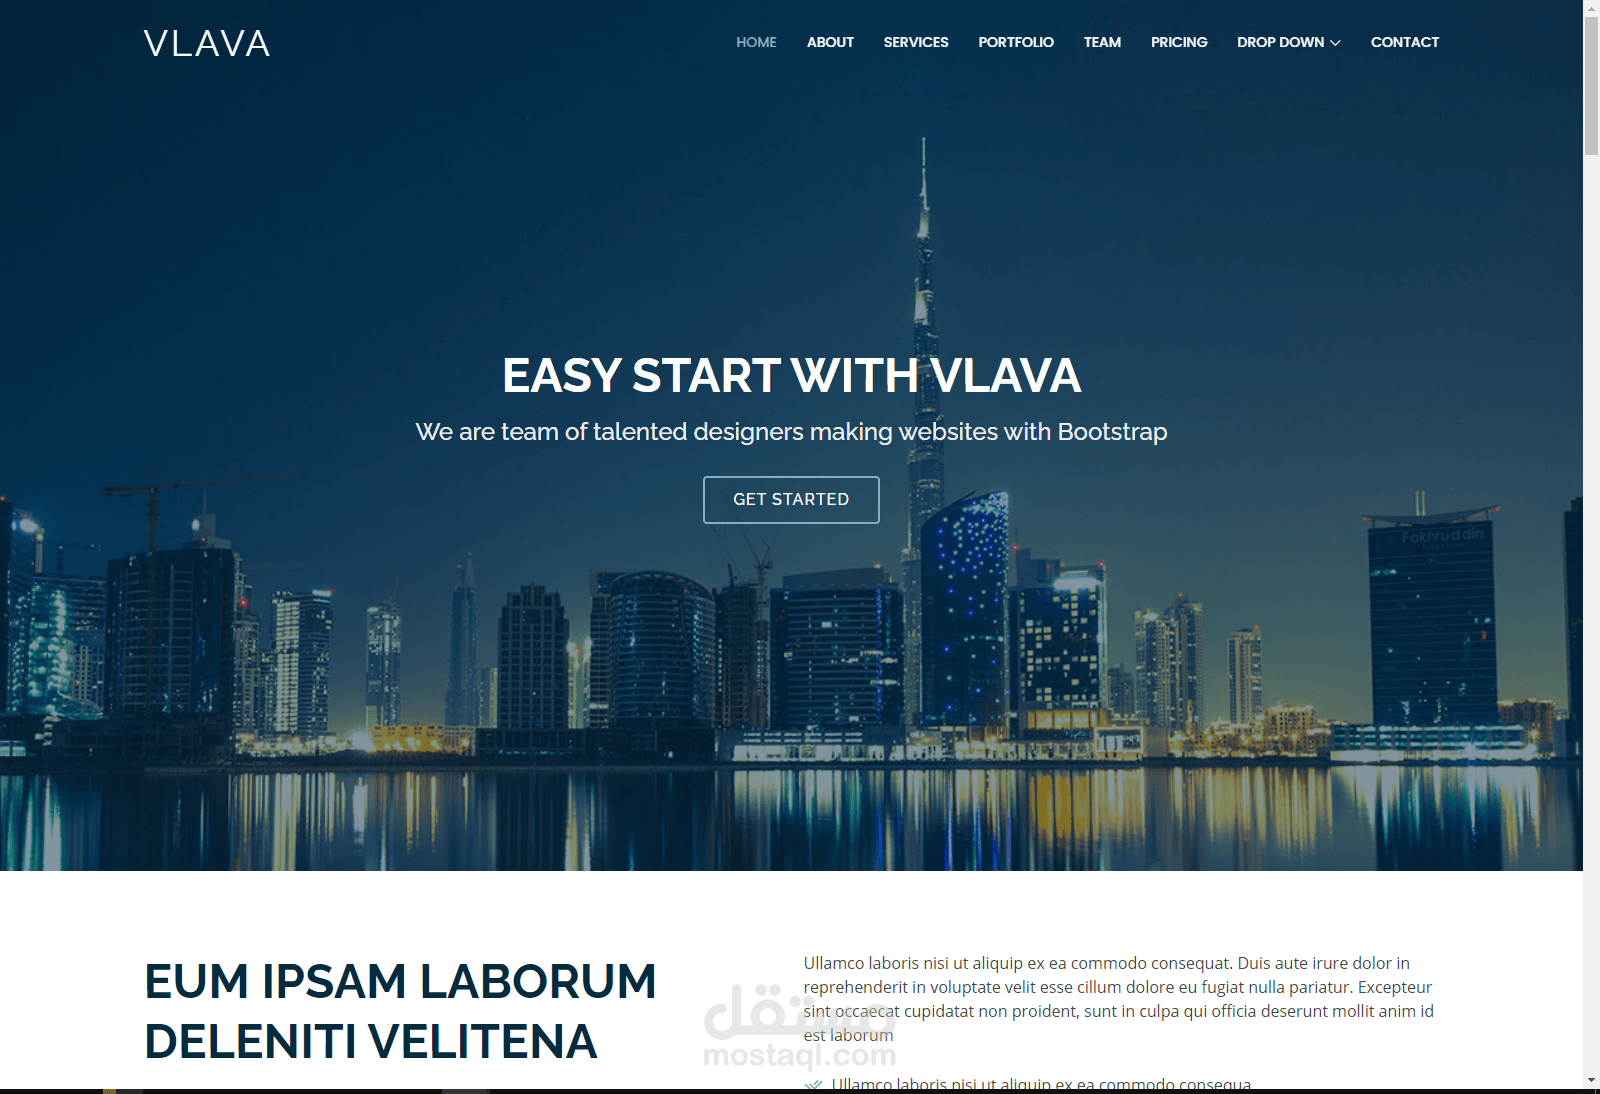 VLAVA
HOME ABOUT SERVICES PORTFOLIO TEAM PRICING DROP DOWN CONTACT
EASY START WITH VLAVA
We are team of talented designers making websites with Bootstrap
GET STARTED
Fakhruddin
Properties
EUM IPSAM LABORUM
DELENITI VELITENA
Ullamco laboris nisi ut aliquip ex ea commodo consequat. Duis aute irure dolor in
reprehenderit in voluptate velit esse cillum dolore eu fugiat nulla pariatur. Excepteur
sint occaecat cupidatat non proident, sunt in culpa qui officia deserunt mollit anim id
est laborum
مستقل
mostaql.com
Ullamco laboris nisi ut aliquip ex ea commodo consequa